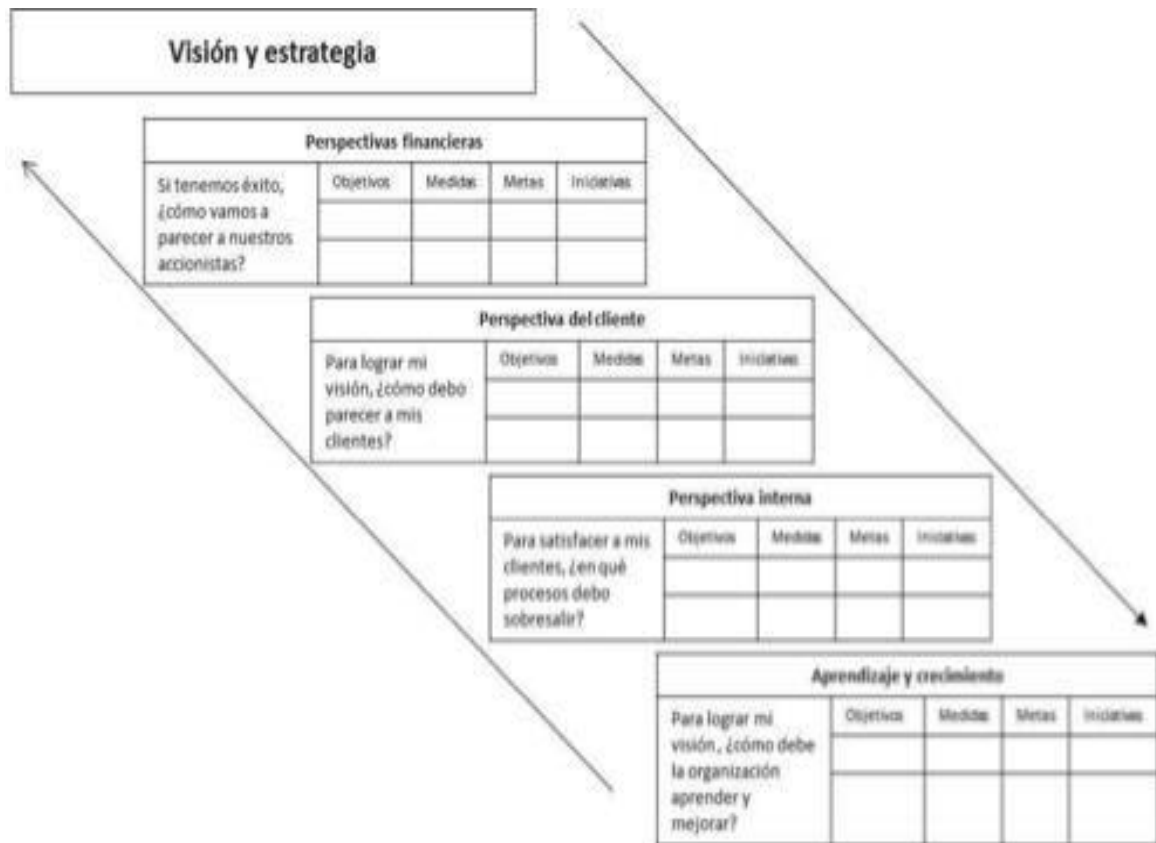 Visión y estrategia
Perspectivas financieras
Si tenemos éxito,
¿cómo vamos a
parecer a nuestros
accionistas?
Objetivos Medidas Metas Iniciativas
Perspectiva del cliente
Para lograr mi
visión, ¿cómo debo
parecer a mis
clientes?
Objetivos Medidas Metas Iniciativas
Perspectiva interna
Para satisfacer a mis
clientes, ¿en qué
procesos debo
sobresalir?
Objetivos Medidas Metas Iniciativas
Aprendizaje y crecimiento
Para lograr mi
visión, ¿cómo debe
la organización
aprender y
mejorar?
Objetivos Medidas Metas Iniciativas